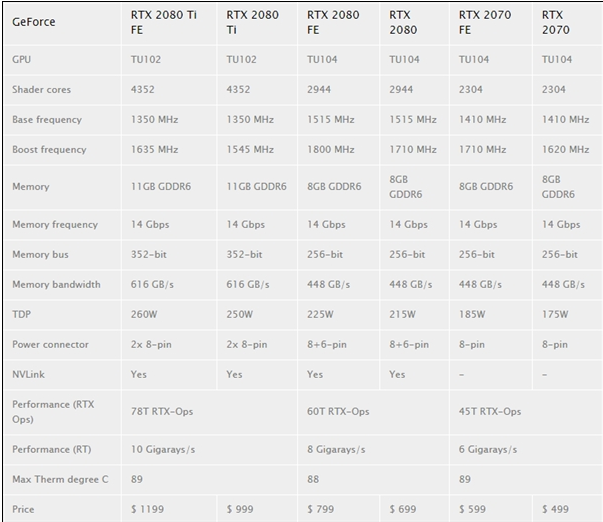 GeForce RTX 2080 Ti FE RTX 2080 Ti RTX 2080 FE RTX 2080 RTX 2070 FE RTX 2070
GPU TU102 TU102 TU104 TU104 TU104 TU104
Shader cores 4352 4352 2944 2944 2304 2304
Base frequency 1350 MHz 1350 MHz 1515 MHz 1515 MHz 1410 MHz 1410 MHz
Boost frequency 1635 MHz 1545 MHz 1800 MHz 1710 MHz 1710 MHz 1620 MHz
Memory 11GB GDDR6 11GB GDDR6 8GB GDDR6 8GB GDDR6 8GB GDDR6 8GB GDDR6
Memory frequency 14 Gbps 14 Gbps 14 Gbps 14 Gbps 14 Gbps 14 Gbps
Memory bus 352-bit 352-bit 256-bit 256-bit 256-bit 256-bit
Memory bandwidth 616 GB/s 616 GB/s 448 GB/s 448 GB/s 448 GB/s 448 GB/s
TDP 260W 250W 225W 215W 185W 175W
Power connector 2x 8-pin 2x 8-pin 8+6-pin 8+6-pin 8-pin 8-pin
NVLink Yes Yes Yes Yes - -
Performance (RTX Ops) 78T RTX-Ops 60T RTX-Ops 45T RTX-Ops
Performance (RT) 10 Gigarays/s 8 Gigarays/s 6 Gigarays/s
Max Therm degree C 89 88 89
Price $ 1199 $ 999 $ 799 $ 699 $ 599 $ 499